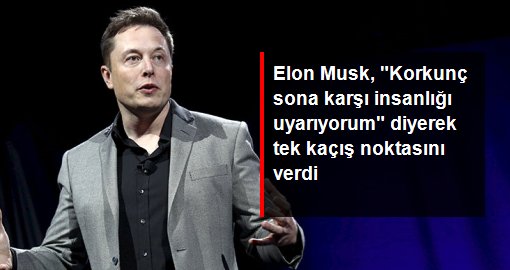 Elon Musk, "Korkunç
sona karşı insanlığı
uyarıyorum" diyerek
tek kaçış noktasını
verdi